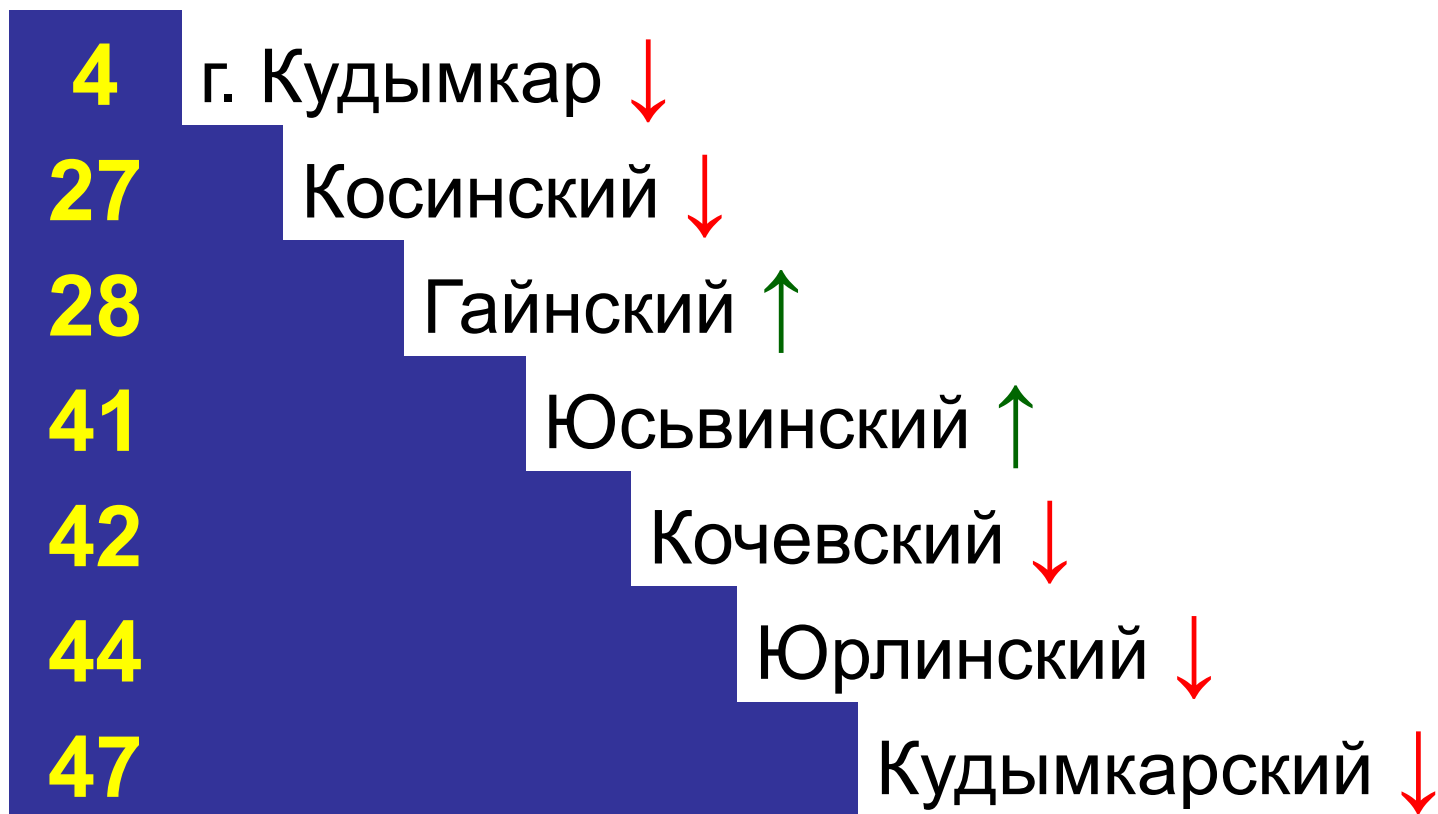 4 г. Кудымкар ↓
27 Косинский ↓
28 Гайнский ↑
41 Юсьвинский ↑
42 Кочевский ↓
44 Юрлинский ↓
47 Кудымкарский ↓